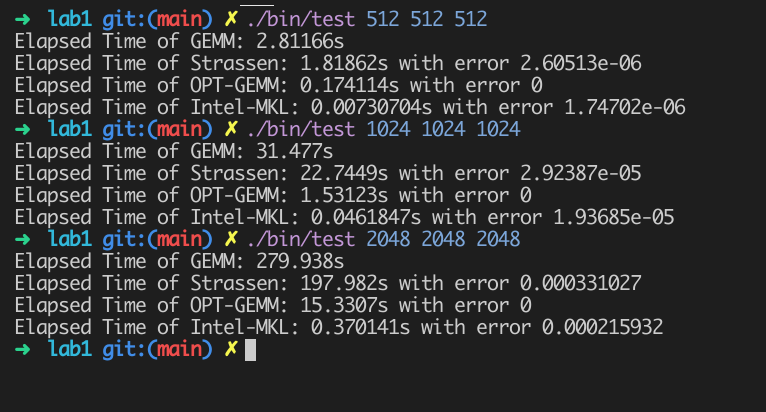 ➜  lab1 git:(main) ✗ ./bin/test 512 512 512
Elapsed Time of GEMM: 2.81166s
Elapsed Time of Strassen: 1.81862s with error 2.60513e-06
Elapsed Time of OPT-GEMM: 0.174114s with error 0
Elapsed Time of Intel-MKL: 0.00730704s with error 1.74702e-06
➜  lab1 git:(main) ✗ ./bin/test 1024 1024 1024
Elapsed Time of GEMM: 31.477s
Elapsed Time of Strassen: 22.7449s with error 2.92387e-05
Elapsed Time of OPT-GEMM: 1.53123s with error 0
Elapsed Time of Intel-MKL: 0.0461847s with error 1.93685e-05
➜  lab1 git:(main) ✗ ./bin/test 2048 2048 2048
Elapsed Time of GEMM: 279.938s
Elapsed Time of Strassen: 197.982s with error 0.000331027
Elapsed Time of OPT-GEMM: 15.3307s with error 0
Elapsed Time of Intel-MKL: 0.370141s with error 0.000215932
➜  lab1 git:(main) ✗